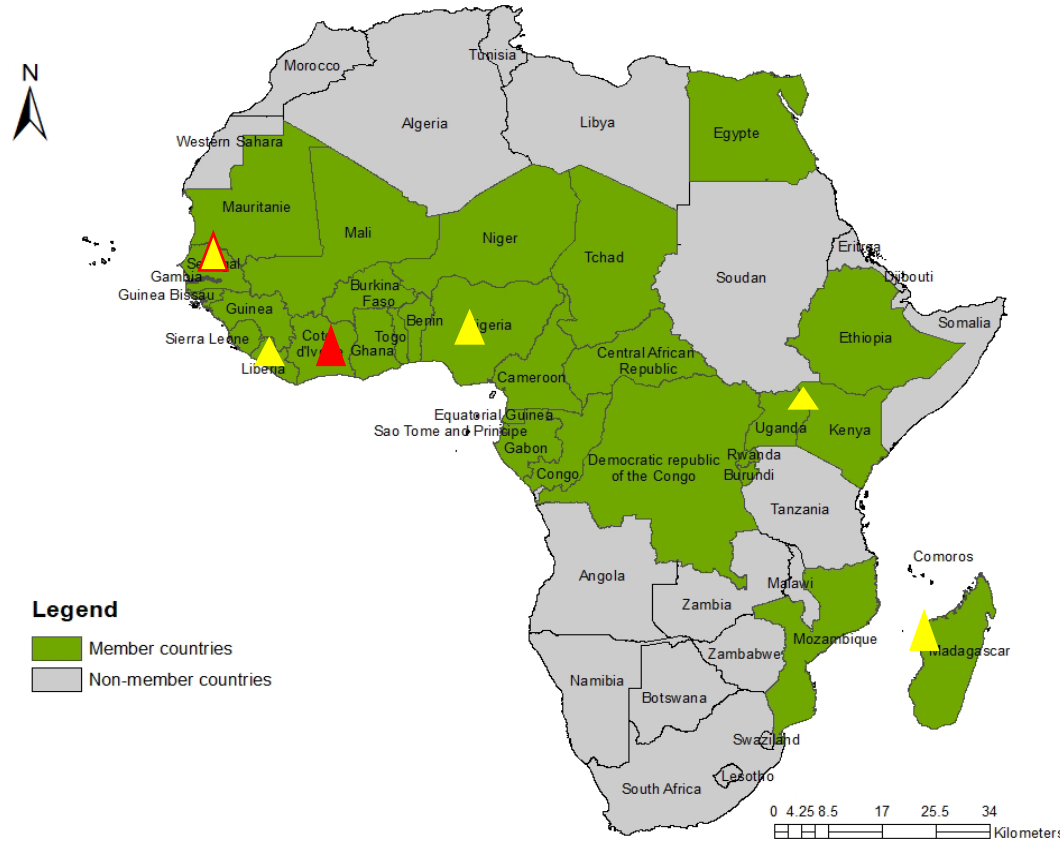 Tunisia
Morocco
N
Algeria
Libya
Egypte
Western Sahara
Mauritanie
Mali
Niger
Tchad
Soudan
Eritrea
Djibouti
Somalia
Gambia
Guinea Bissau
Guinea
Burkina
Faso
Benin
Sierra Leone
Liberia
Togo
Ghana
Ethiopia
Central African
Republic
Cameroon
Equatorial Guinea
Sao Tome and Principe
Gabon
Congo
Democratic republic
of the Congo
Uganda
Kenya
Rwanda
Burundi
Tanzania
Comoros
Angola
Malawi
Zambia
Mozambique
Madagascar
Zimbabwe
Namibia
Botswana
Swaziland
Lesotho
South Africa
Legend
Member countries
Non-member countries
0 4.25 8.5 17 25.5 34
Kilometers